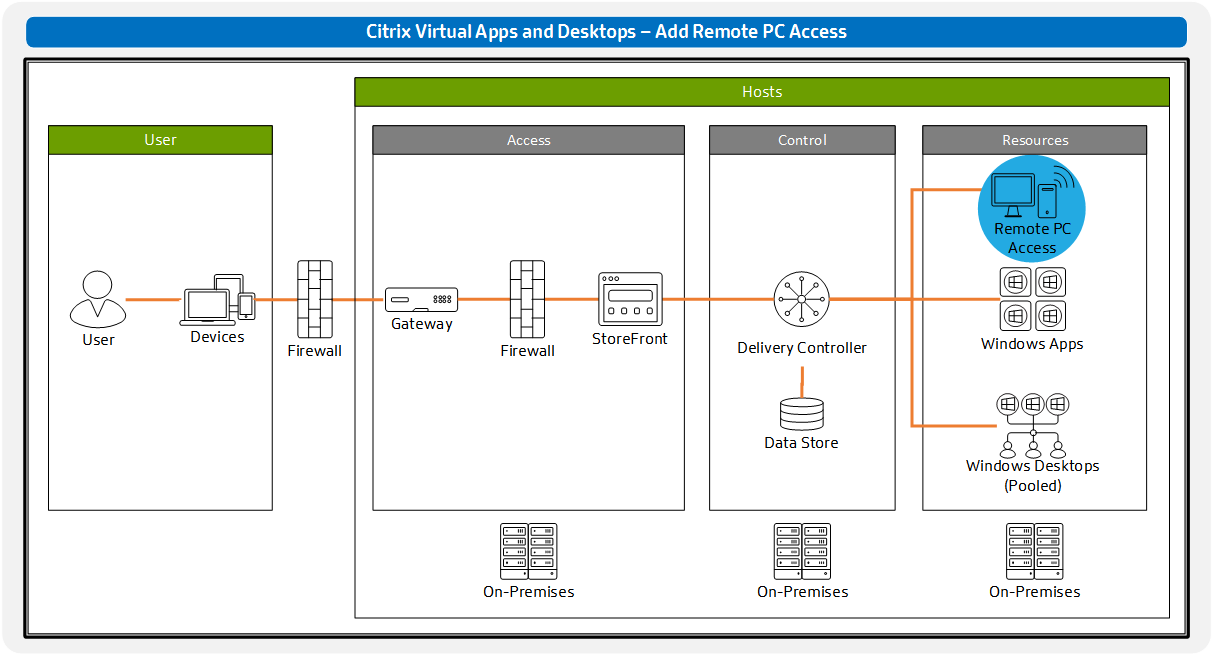 Citrix Virtual Apps and Desktops – Add Remote PC Access
Hosts
User
Access
Control
Resources
Remote PC
Access
User
Devices
Firewall
Gateway
Firewall
StoreFront
Delivery Controller
Windows Apps
Data Store
Windows Desktops
(Pooled)
On-Premises
On-Premises
On-Premises